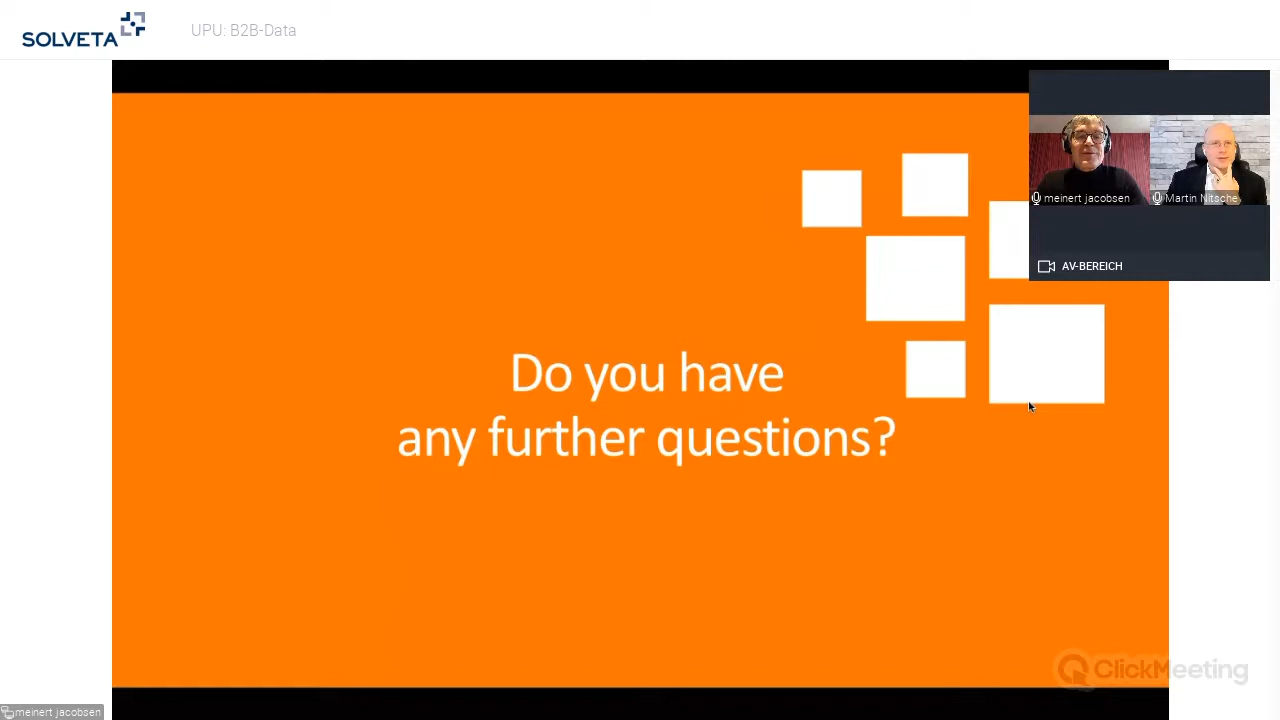 SOLVETA
UPU: B2B-Data
meinert jacobsen
Martin Nitsche
AV-BEREICH
Do you have
any further questions?
ClickMeeting
meinert jacobsen